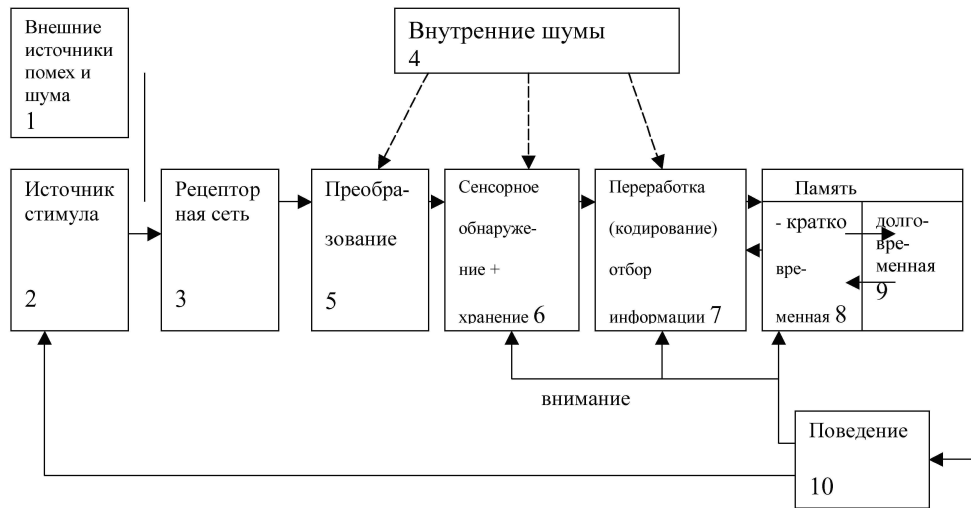 Внешние
источники
помех и
шума
1
Внутренние шумы
4
Источник
стимула
2
Рецептор
ная сеть
3
Преобра-
зование
5
Сенсорное
обнаруже-
ние +
хранение 6
Переработка
(кодирование)
отбор
информации 7
Память
- кратко
вре-
менная 8
долго-
вре-
менная
9
внимание
Поведение
10